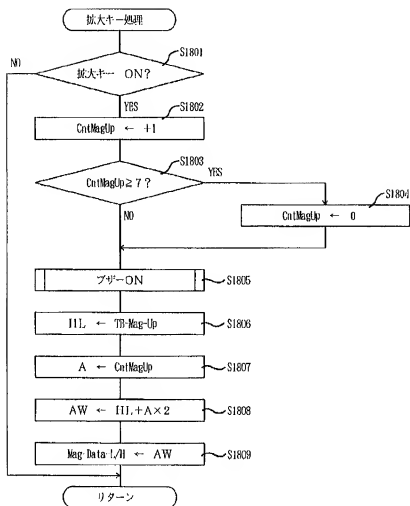 拡大キー処理
S1801
NO
拡大キー ON?
YES
S1802
CntMagUp ← +1
S1803
CntMagUp≧7?
YES
S1804
NO
CntMagUp ← 0
ブザーON
S1805
HL ← TB-Mag-Up
S1806
A ← CntMagUp
S1807
AW ← HL+A×2
S1808
Mag-Data-L/H ← AW
S1809
リターン